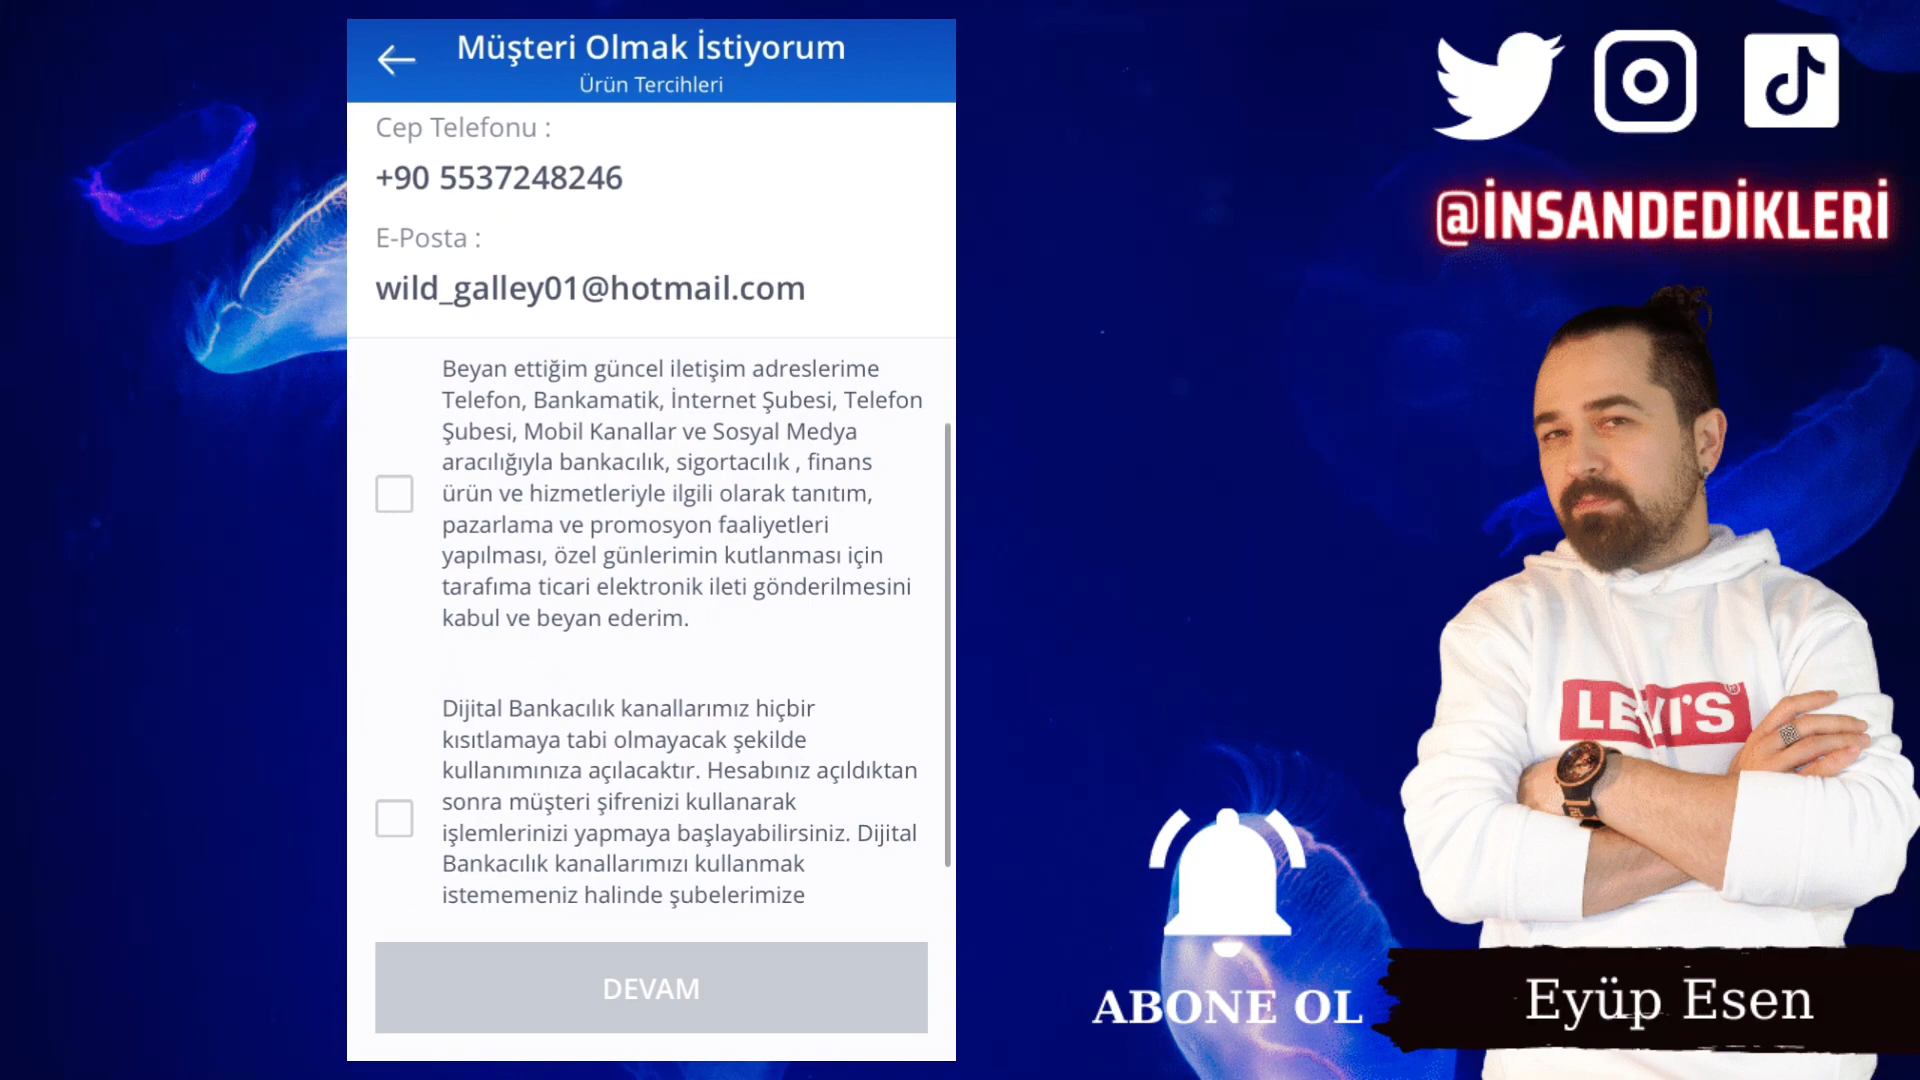 Müşteri Olmak İstiyorum
Ürün Tercihleri
Cep Telefonu :
+90 5537248246
E-Posta :
wild_galley01@hotmail.com
Beyan ettiğim güncel iletişim adreslerime
Telefon, Bankamatik, İnternet Şubesi, Telefon
Şubesi, Mobil Kanallar ve Sosyal Medya
aracılığıyla bankacılık, sigortacılık , finans
ürün ve hizmetleriyle ilgili olarak tanıtım,
pazarlama ve promosyon faaliyetleri
yapılması, özel günlerimin kutlanması için
tarafıma ticari elektronik ileti gönderilmesini
kabul ve beyan ederim.
Dijital Bankacılık kanallarımız hiçbir
kısıtlamaya tabi olmayacak şekilde
kullanımınıza açılacaktır. Hesabınız açıldıktan
sonra müşteri şifrenizi kullanarak
işlemlerinizi yapmaya başlayabilirsiniz. Dijital
Bankacılık kanallarımızı kullanmak
istememeniz halinde şubelerimize
DEVAM
@İNSANDEDİKLERİ
LEVI'S®
ABONE OL
Eyüp Esen